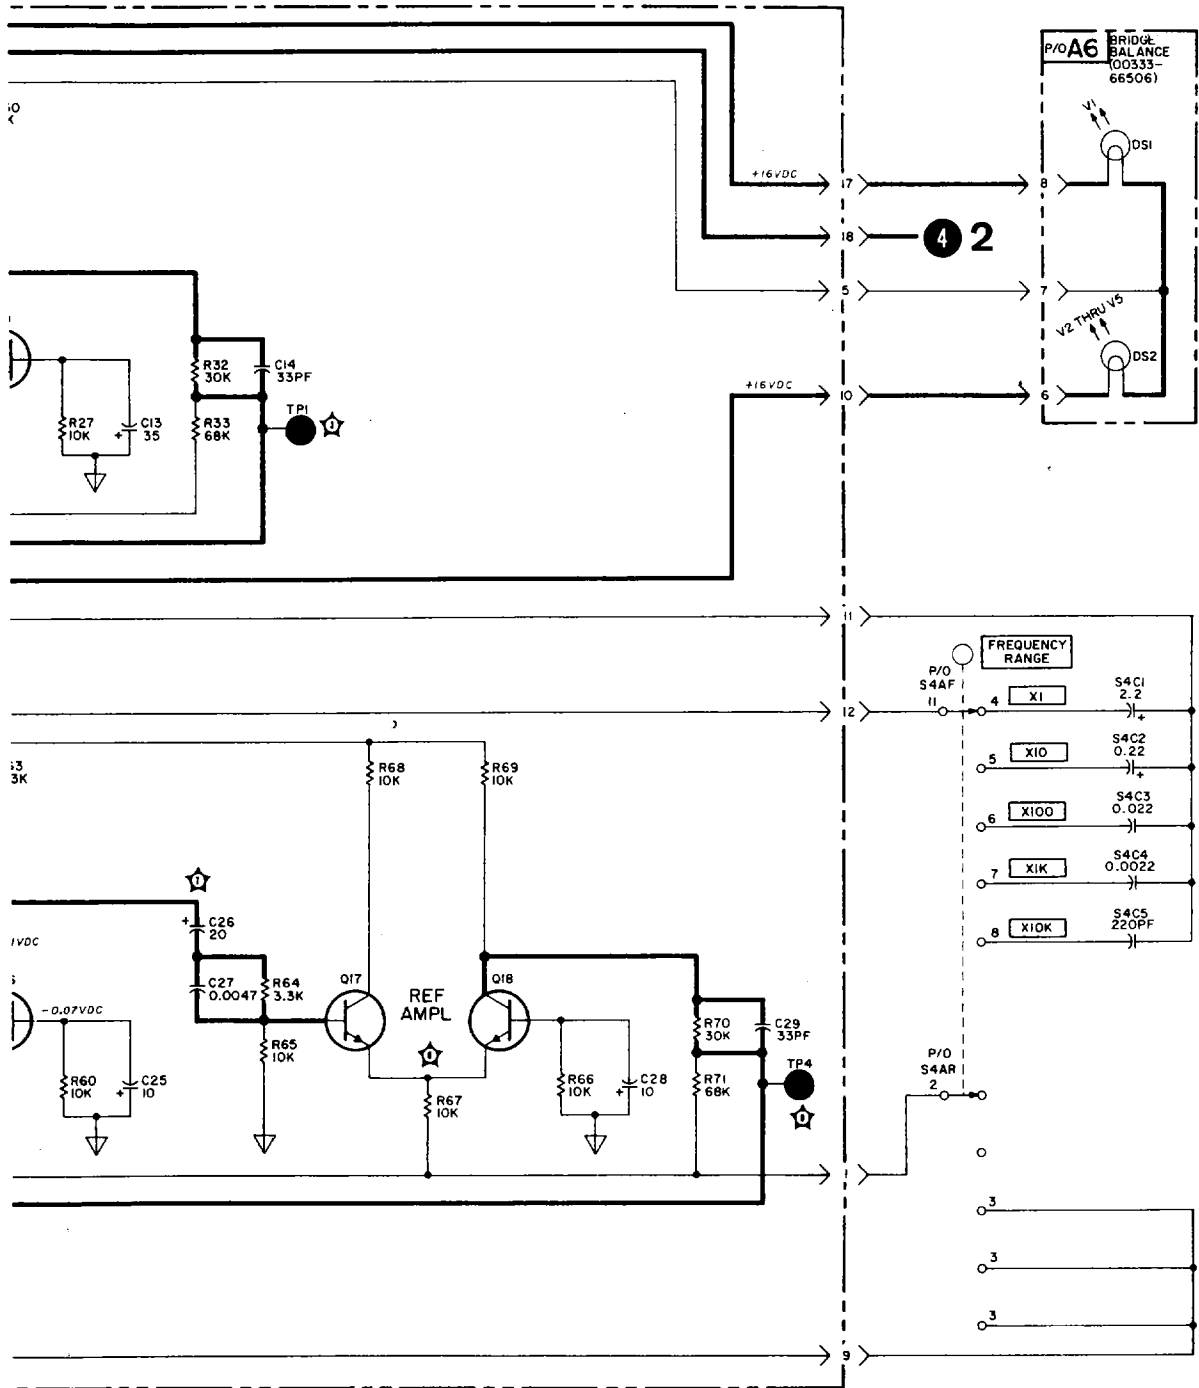 P/O A6
BRIDGE
BALANCE
(00333-
66506)
V1
DS1
+16VDC
17
8
18
4 2
5
7
V2 THRU V5
DS2
+16VDC
10
6
R32
30K
C14
33PF
TP1
3
R27
10K
C13
35
R33
68K
11
FREQUENCY
RANGE
P/O
S4AF
11
12
4
X1
S4C1
2.2
5
X10
S4C2
0.22
6
X100
S4C3
0.022
7
X1K
S4C4
0.0022
8
X10K
S4C5
220PF
3K
R68
10K
R69
10K
7
C26
20
1VDC
C27
0.0047
R64
3.3K
Q17
REF
AMPL
Q18
-0.07VDC
R65
10K
R70
30K
C29
33PF
TP4
R60
10K
C25
10
R67
10K
R66
10K
C28
10
R71
68K
P/O
S4AR
2
3
3
3
9